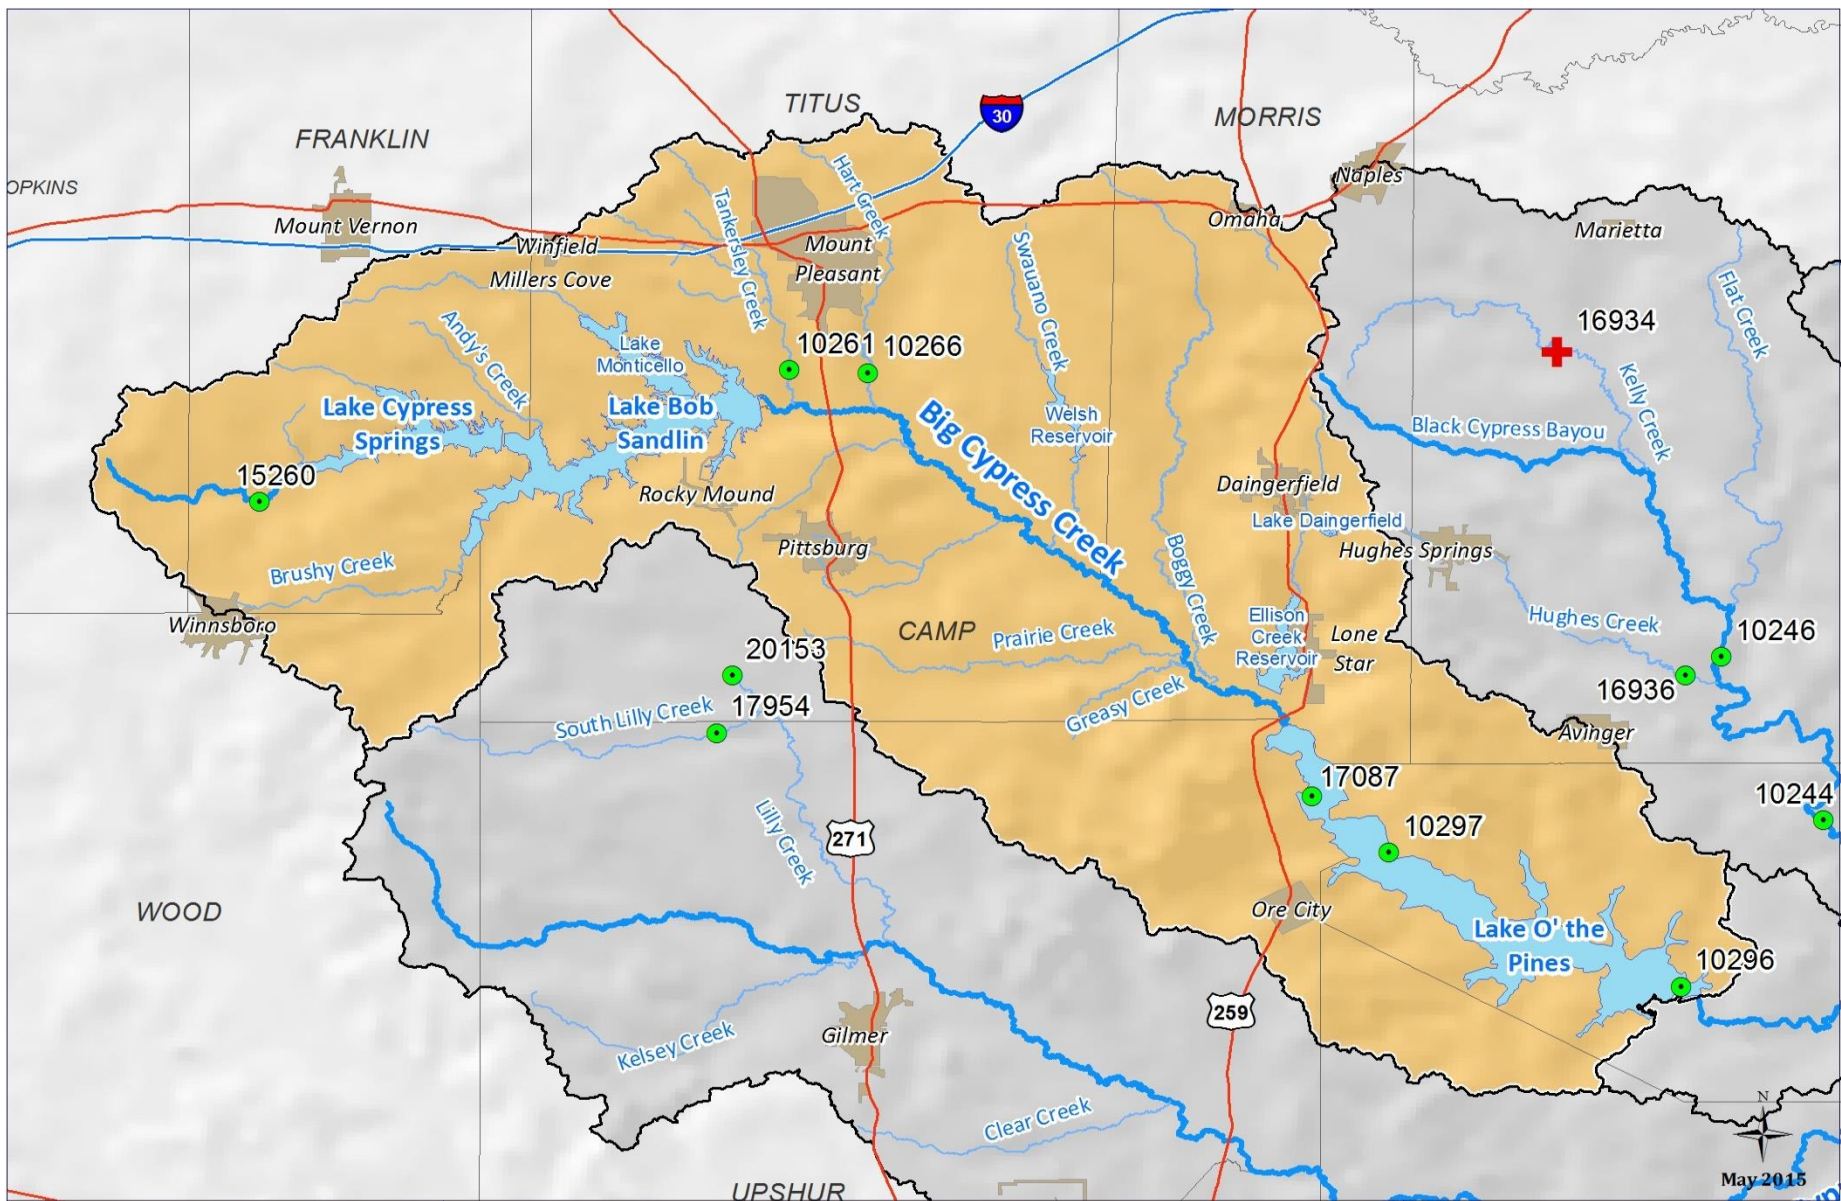 TITUS
30
MORRIS
FRANKLIN
OPKINS
Naples
Hart Creek
Tankersley Creek
Mount Vernon
Winfield
Mount
Pleasant
Omaha
Marietta
Millers Cove
Swauano Creek
Flat Creek
Andy's Creek
Lake
Monticello
10261
10266
16934
Kelly Creek
Lake Cypress
Springs
Lake Bob
Sandlin
Big Cypress Creek
Welsh
Reservoir
Black Cypress Bayou
15260
Rocky Mound
Daingerfield
Lake Daingerfield
Hughes Springs
Pittsburg
Brushy Creek
Boggy Creek
Winnsboro
CAMP
Prairie Creek
Ellison
Creek
Reservoir
Lone
Star
Hughes Creek
10246
20153
16936
17954
South Lilly Creek
Greasy Creek
Avinger
17087
10244
10297
Lilly Creek
271
WOOD
Ore City
Lake O' the
Pines
10296
259
Gilmer
Kelsey Creek
Clear Creek
N
May 2015
UPSHUR